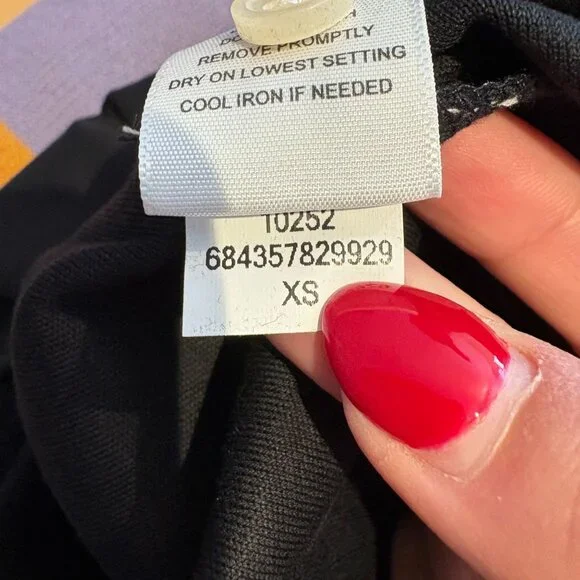 REMOVE PROMPTLY
DRY ON LOWEST SETTING
COOL IRON IF NEEDED
10252
684357829929
XS